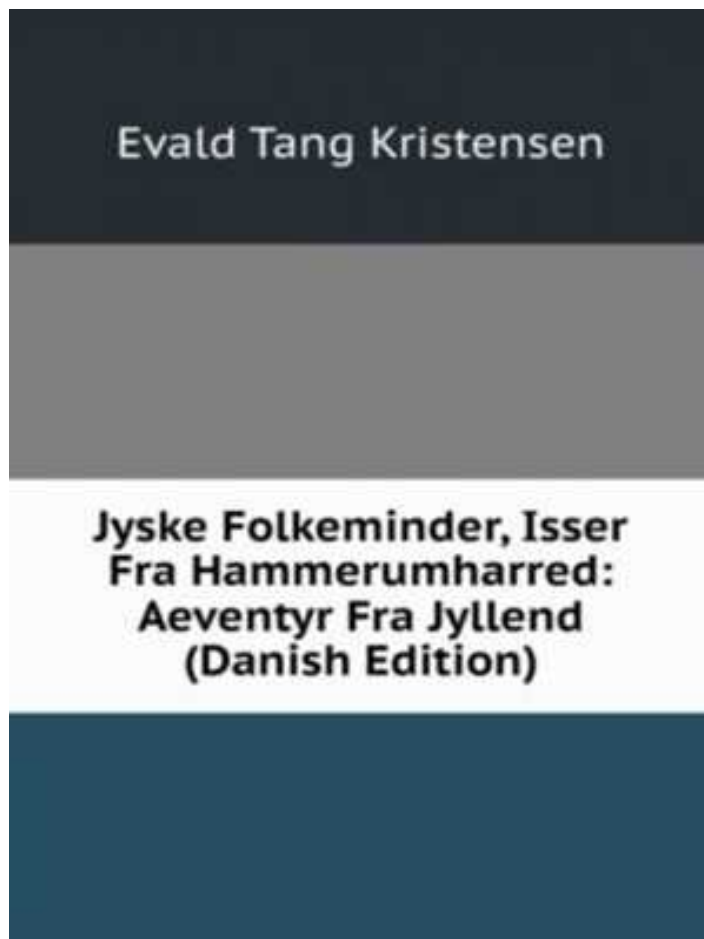 Evald Tang Kristensen
Jyske Folkeminder, Isser
Fra Hammerumharred:
Aeventyr Fra Jyllend
(Danish Edition)